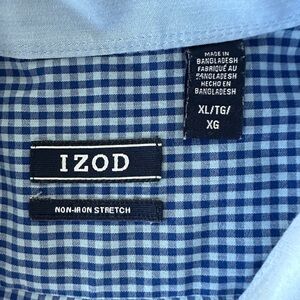 MADE IN
BANGLADESH
FABRIQUÉ AU
BANGLADESH
HECHO EN
BANGLADESH
XL/TG/
XG
IZOD
NON-IRON STRETCH